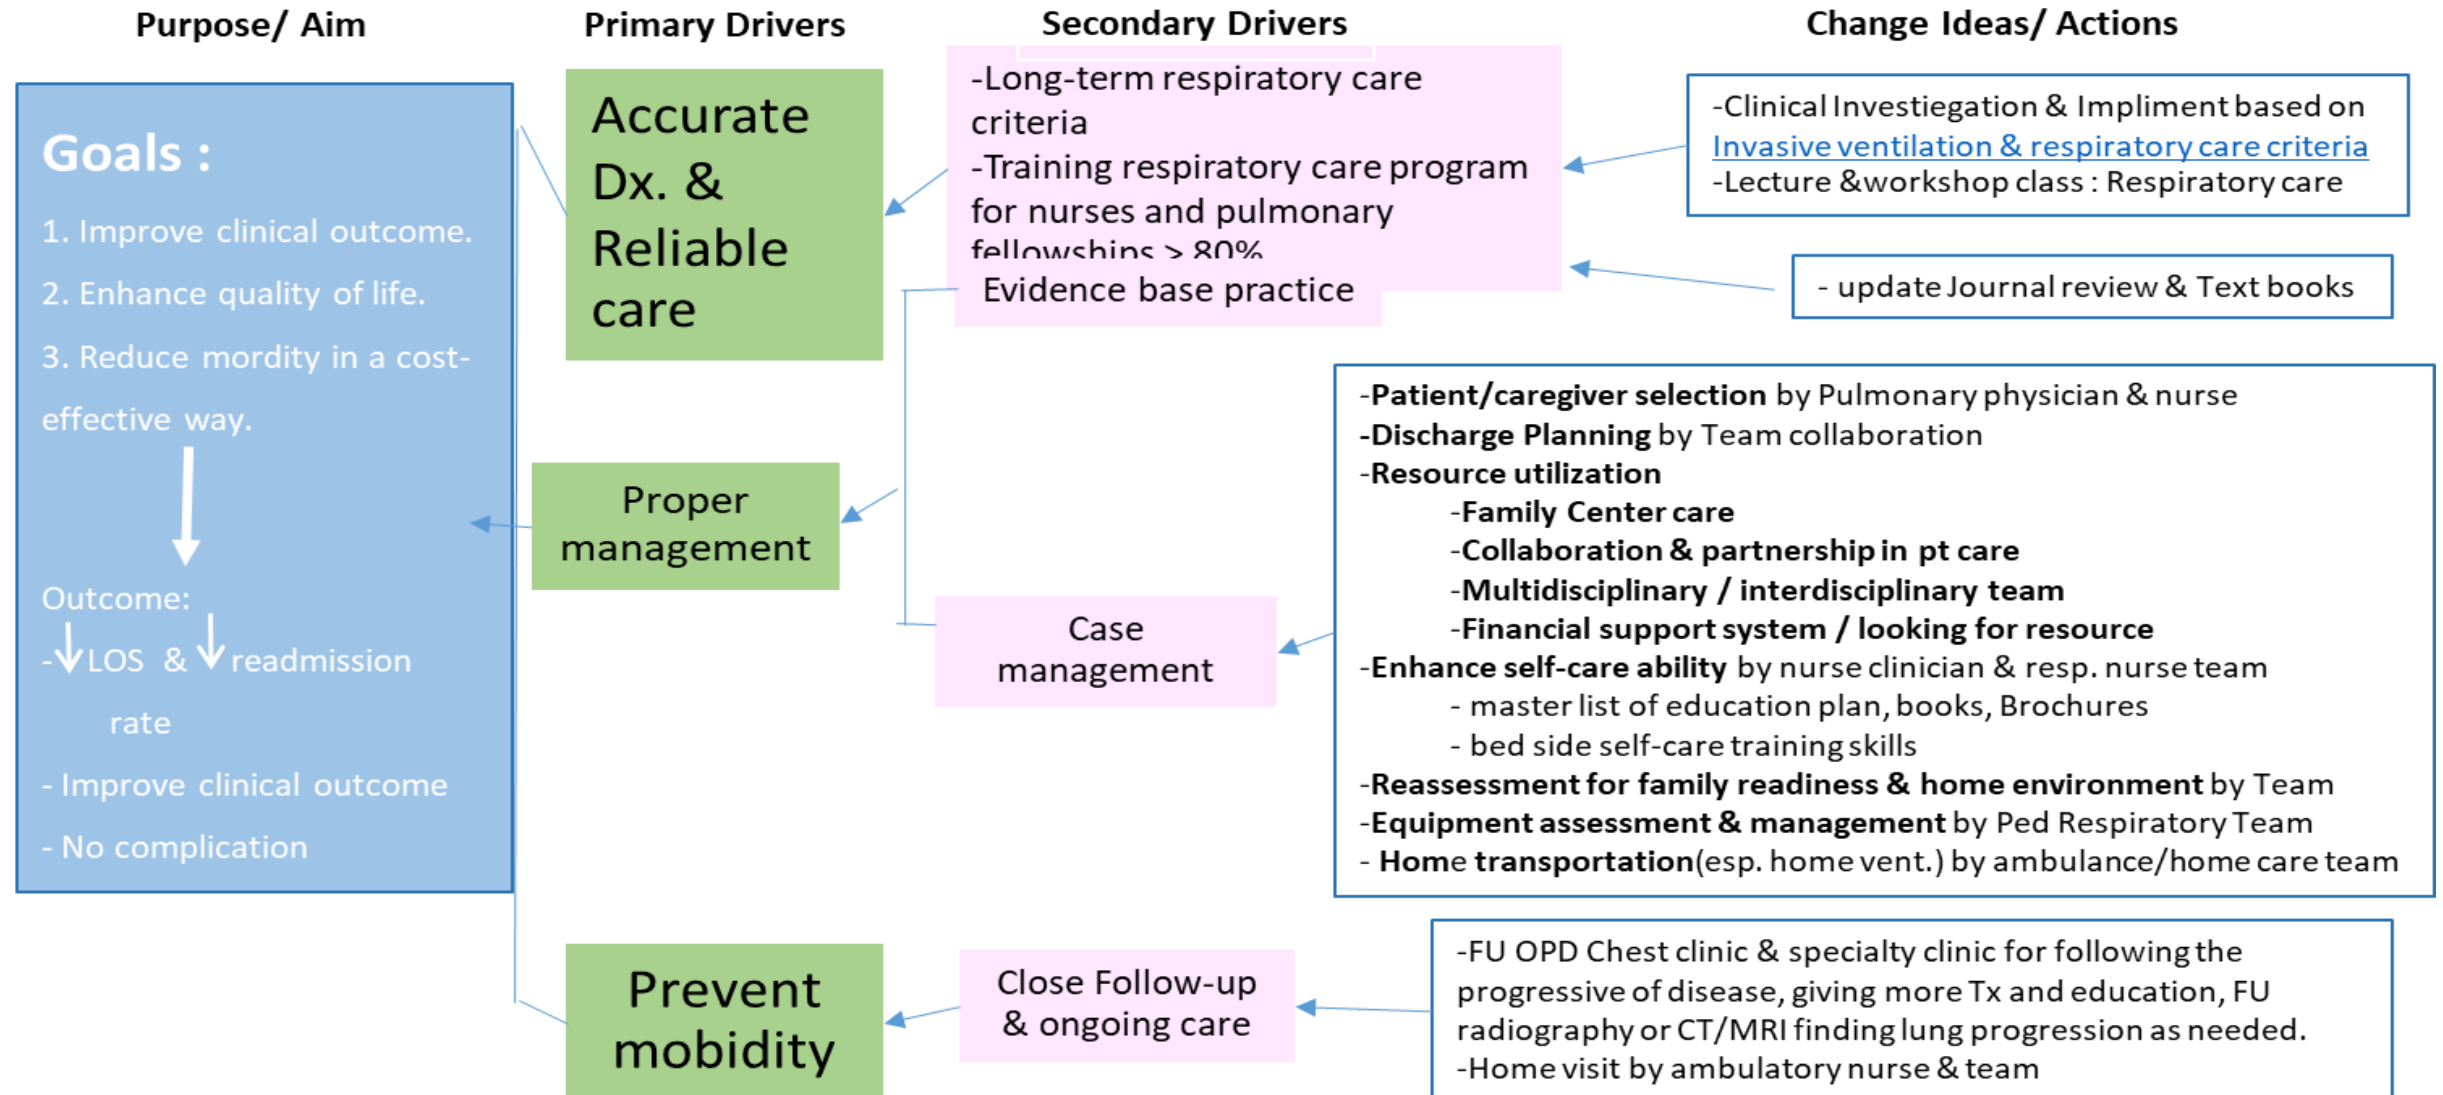 Purpose/ Aim
Primary Drivers
Secondary Drivers
Change Ideas/ Actions
Goals :
1. Improve clinical outcome.
2. Enhance quality of life.
3. Reduce mordity in a cost-
effective way.
Outcome:
- LOS & readmission
rate
- Improve clinical outcome
- No complication
Accurate
Dx. &
Reliable
care
Proper
management
Prevent
mobidity
-Long-term respiratory care
criteria
-Training respiratory care program
for nurses and pulmonary
fellowships > 80%
Evidence base practice
Case
management
Close Follow-up
& ongoing care
-Clinical Investiegation & Impliment based on
Invasive ventilation & respiratory care criteria
-Lecture &workshop class : Respiratory care
- update Journal review & Text books
-Patient/caregiver selection by Pulmonary physician & nurse
-Discharge Planning by Team collaboration
-Resource utilization
-Family Center care
-Collaboration & partnership in pt care
-Multidisciplinary / interdisciplinary team
-Financial support system / looking for resource
-Enhance self-care ability by nurse clinician & resp. nurse team
- master list of education plan, books, Brochures
- bed side self-care training skills
-Reassessment for family readiness & home environment by Team
-Equipment assessment & management by Ped Respiratory Team
- Home transportation(esp. home vent.) by ambulance/home care team
-FU OPD Chest clinic & specialty clinic for following the
progressive of disease, giving more Tx and education, FU
radiography or CT/MRI finding lung progression as needed.
-Home visit by ambulatory nurse & team